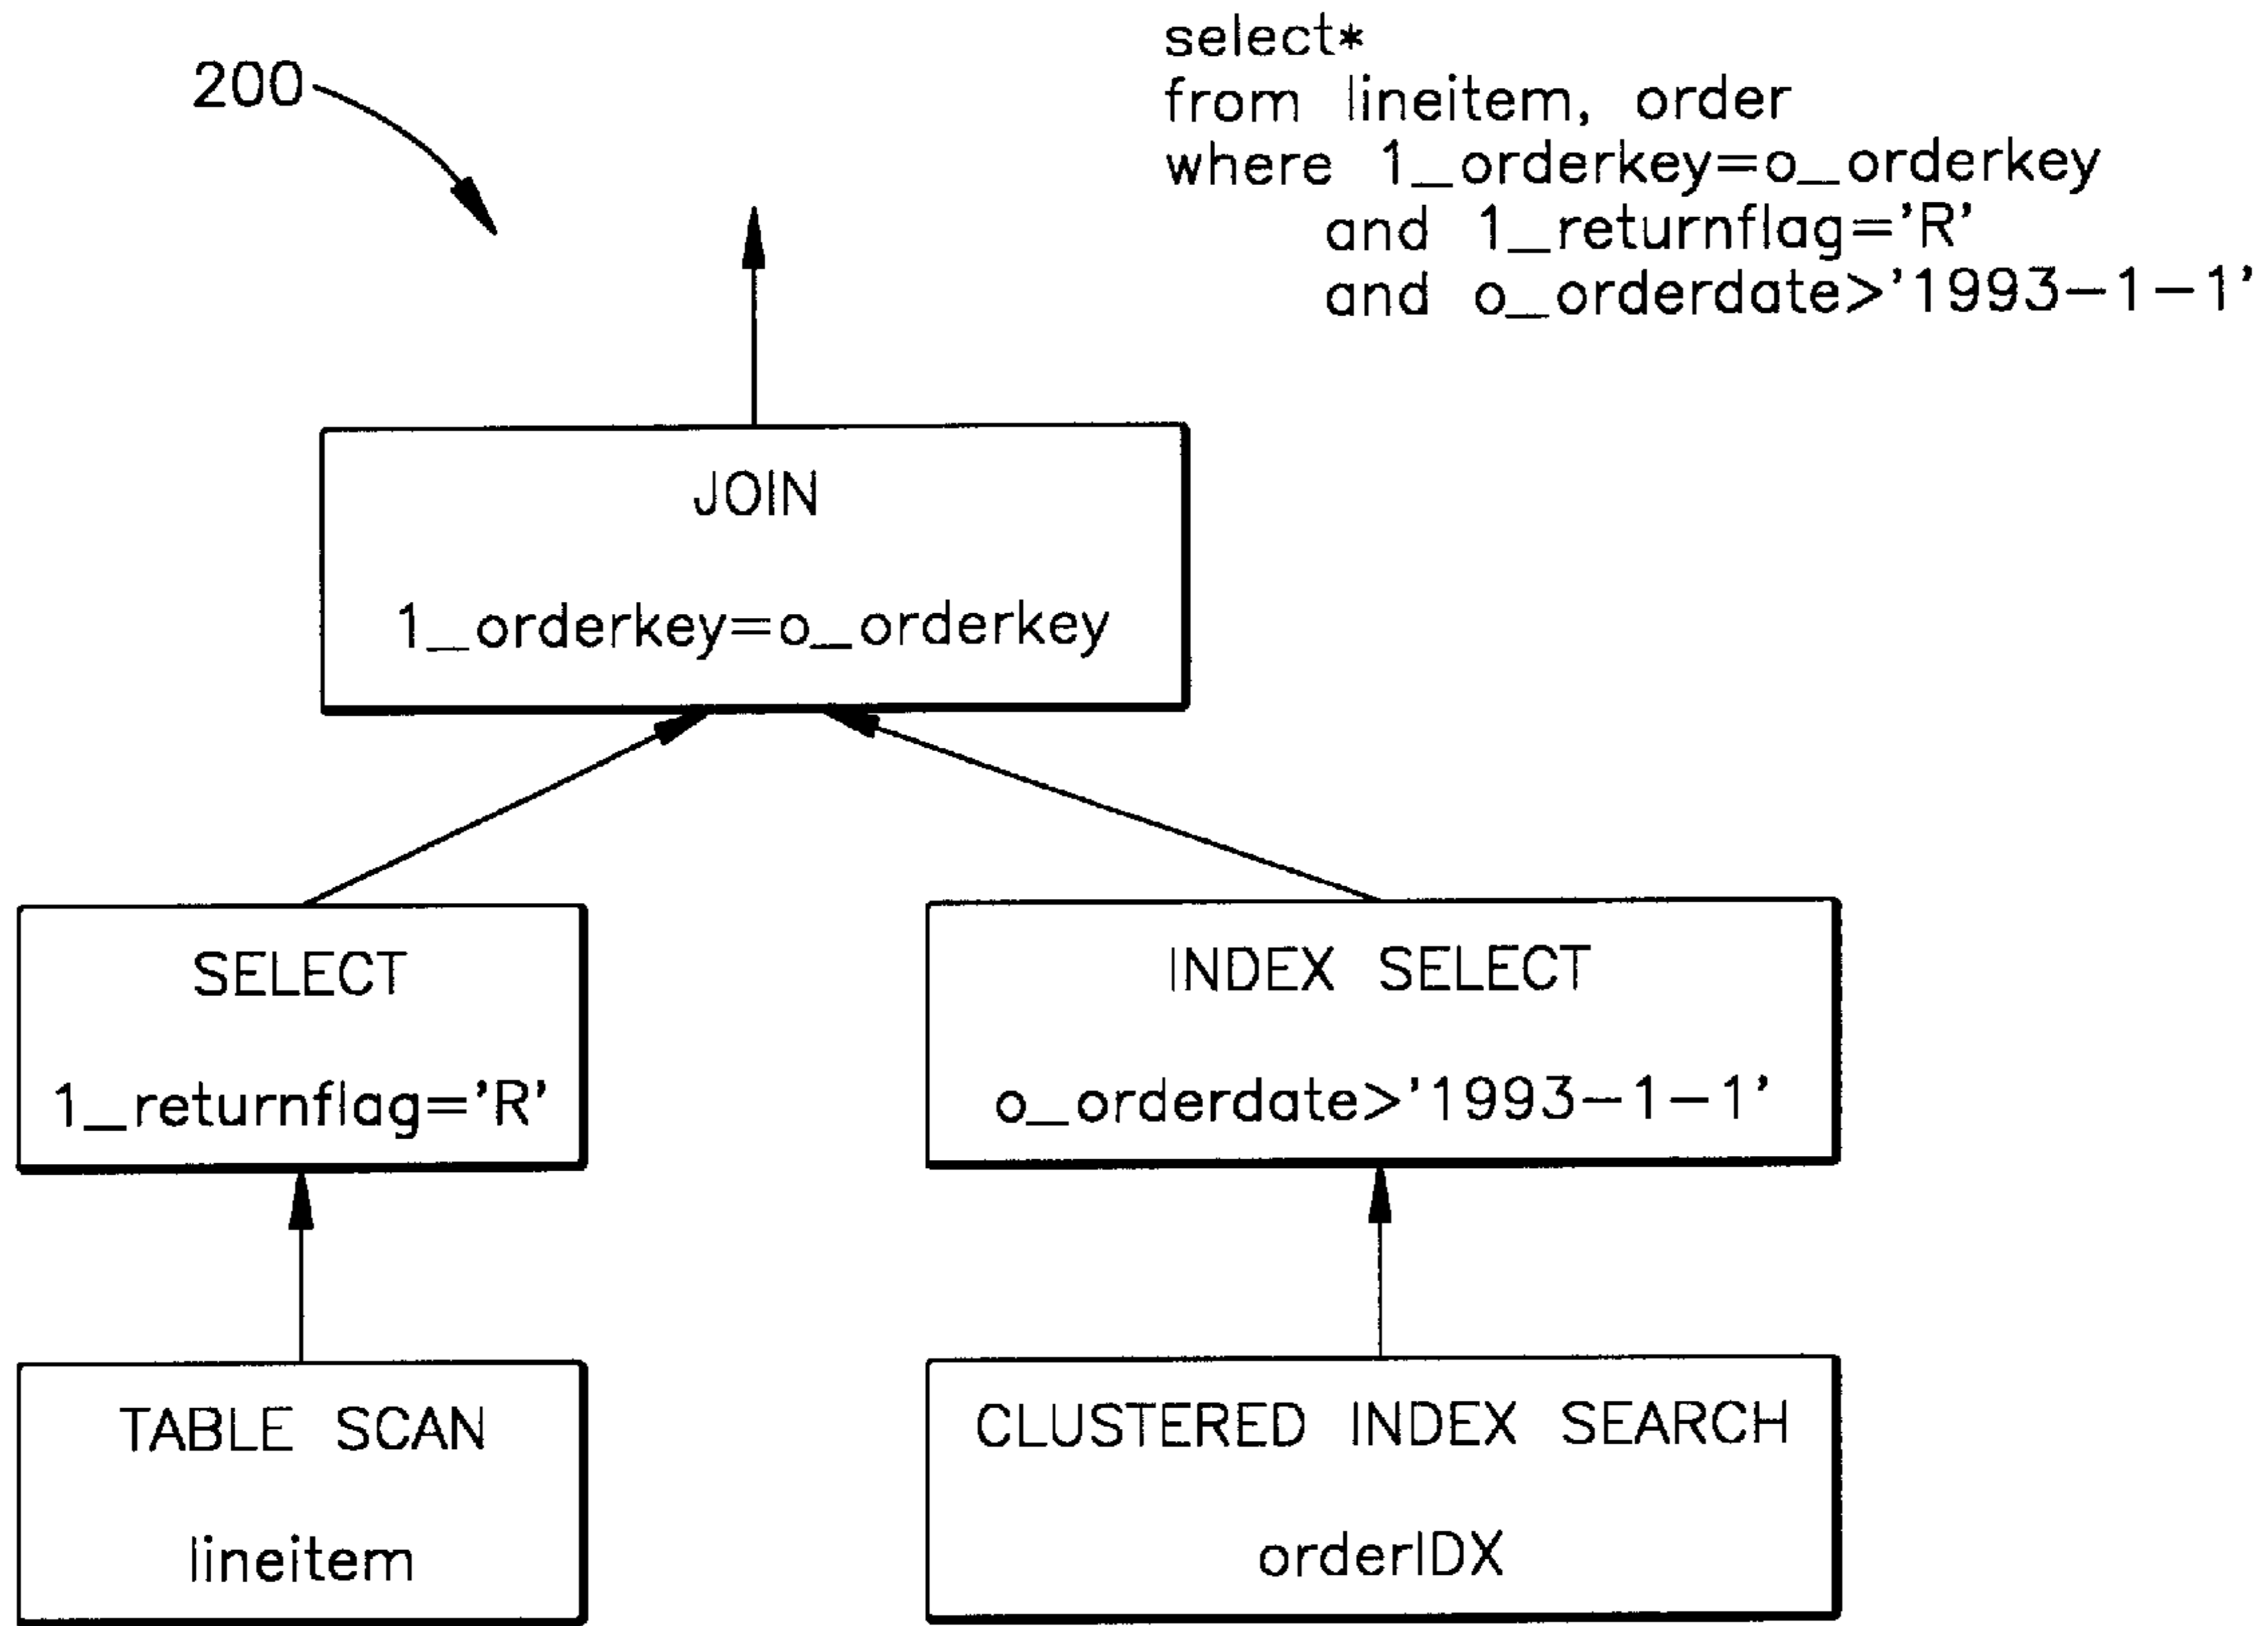 select*
from lineitem, order
where 1_orderkey=o_orderkey
and 1_returnflag='R'
and o_orderdate>'1993-1-1'
200
JOIN
1_orderkey=o_orderkey
SELECT
1_returnflag='R'
INDEX SELECT
o_orderdate>'1993-1-1'
TABLE SCAN
lineitem
CLUSTERED INDEX SEARCH
orderIDX